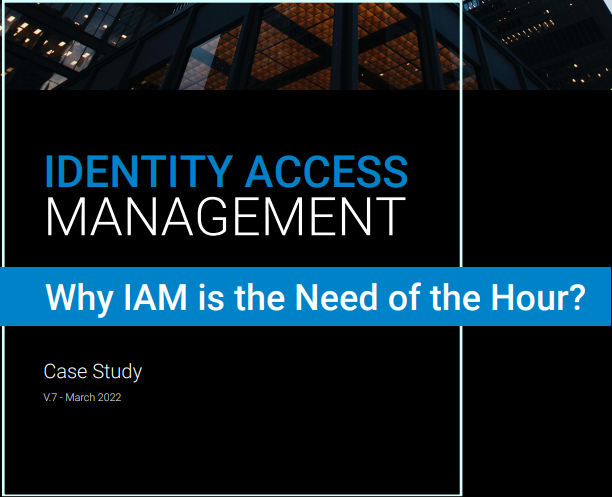 IDENTITY ACCESS
MANAGEMENT
Why IAM is the Need of the Hour?
Case Study
V.7 - March 2022